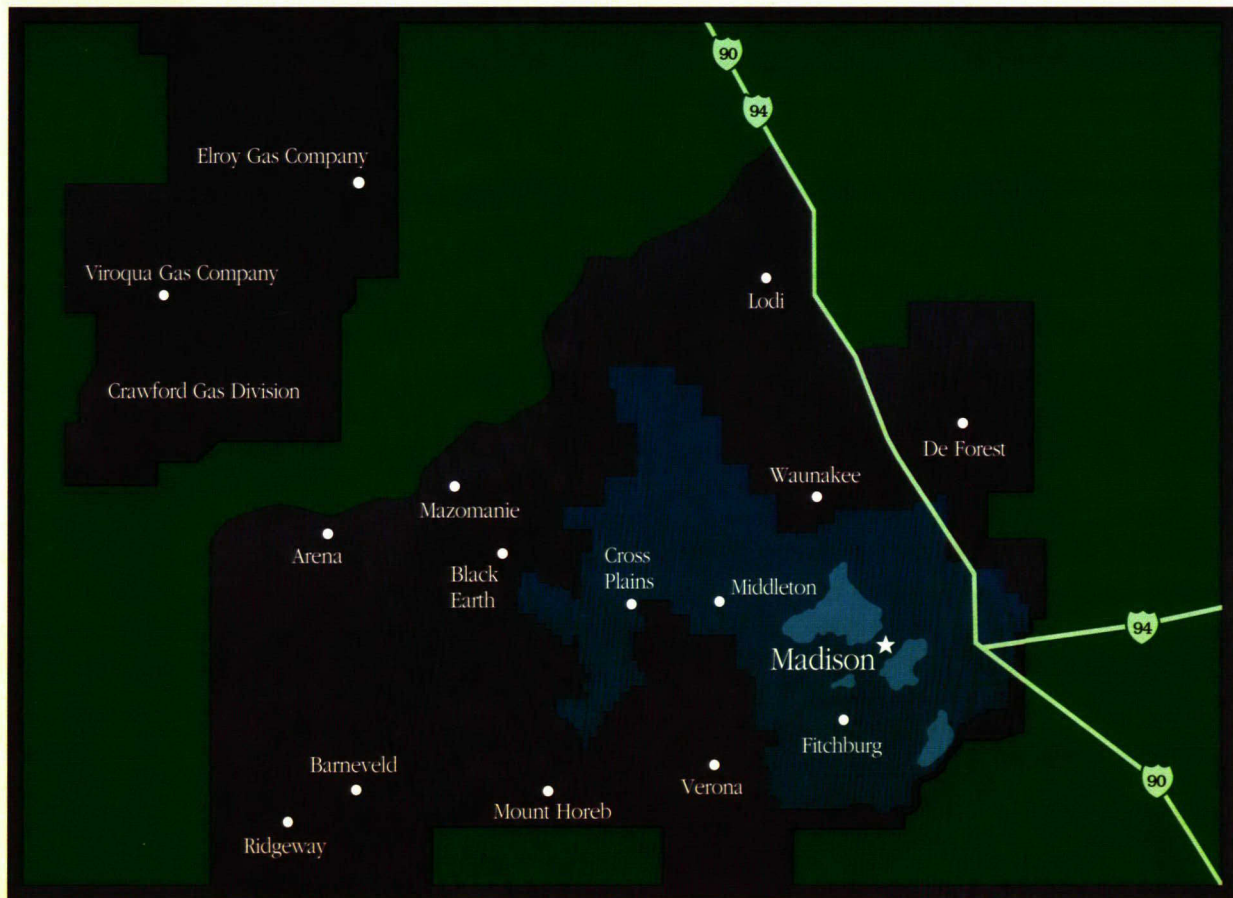 90
94
Elroy Gas Company
Viroqua Gas Company
Lodi
Crawford Gas Division
De Forest
Waunakee
Mazomanie
Arena
Black
Earth
Cross
Plains
Middleton
94
Madison
Fitchburg
Barneveld
Verona
90
Mount Horeb
Ridgeway